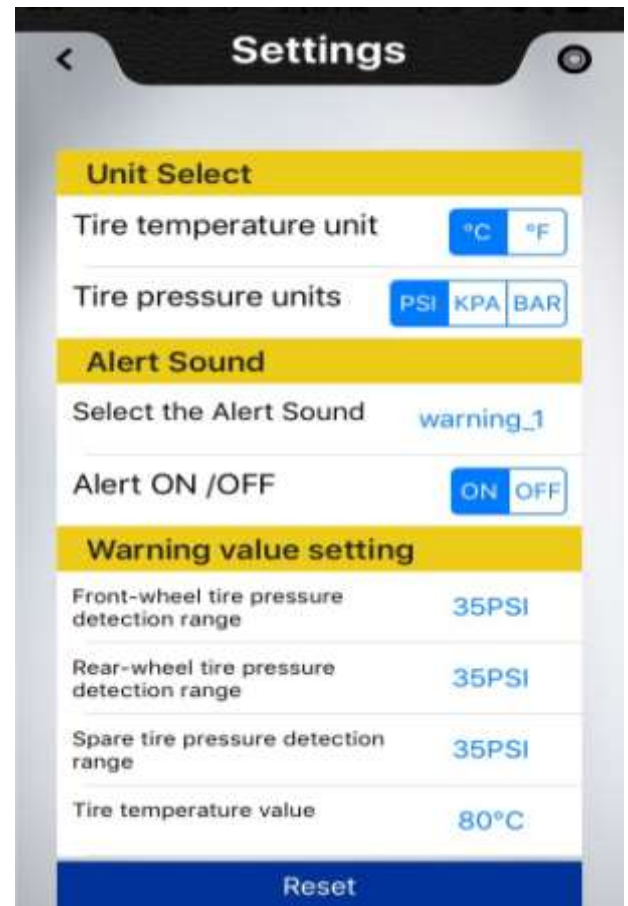 Settings
Unit Select
Tire temperature unit °C °F
Tire pressure units PSI KPA BAR
Alert Sound
Select the Alert Sound warning_1
Alert ON /OFF ON OFF
Warning value setting
Front-wheel tire pressure
detection range 35PSI
Rear-wheel tire pressure
detection range 35PSI
Spare tire pressure detection
range 35PSI
Tire temperature value 80°C
Reset